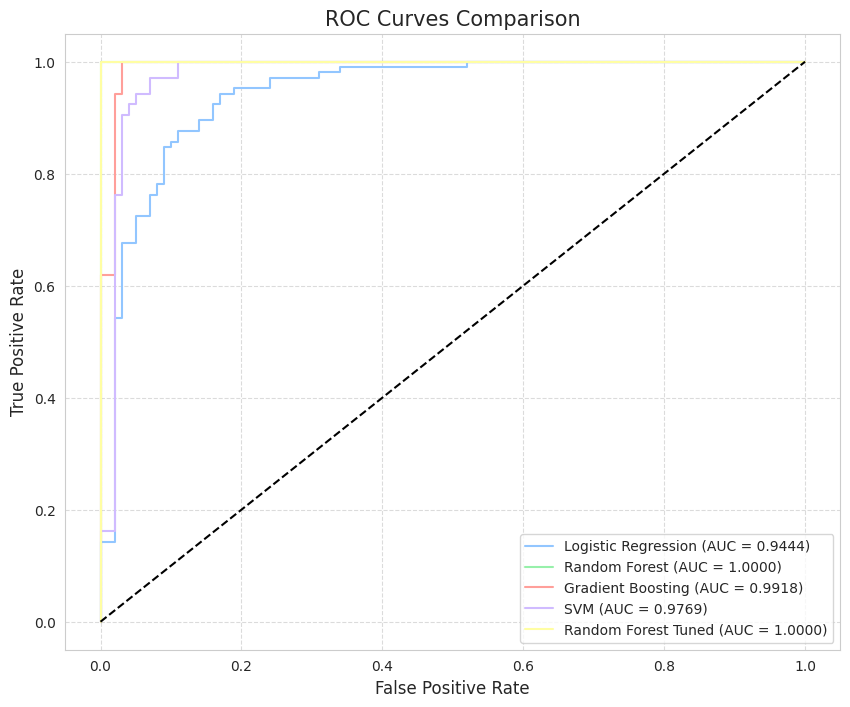 ROC Curves Comparison
True Positive Rate
1.0
0.8
0.6
0.4
0.2
0.0
Logistic Regression (AUC = 0.9444)
Random Forest (AUC = 1.0000)
Gradient Boosting (AUC = 0.9918)
SVM (AUC = 0.9769)
Random Forest Tuned (AUC = 1.0000)
0.0 0.2 0.4 0.6 0.8 1.0
False Positive Rate